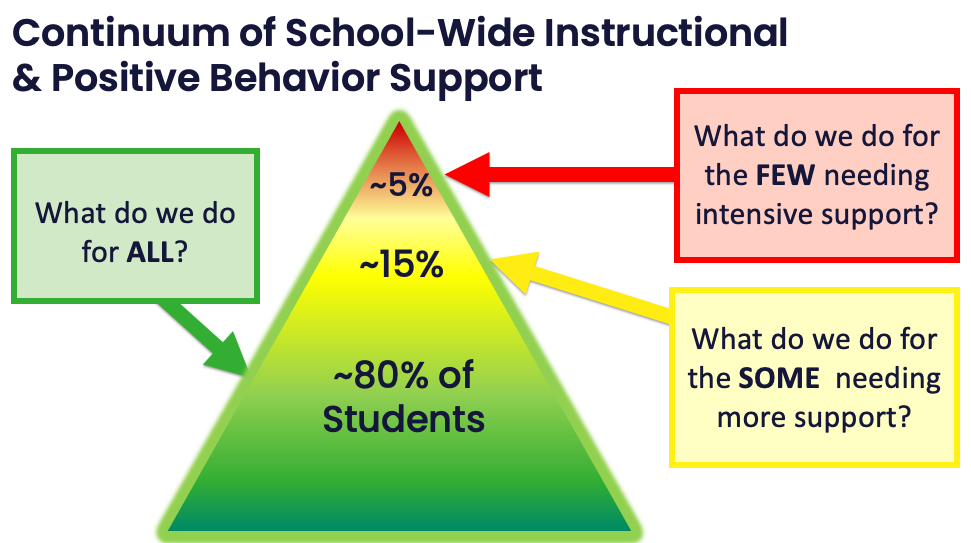 Continuum of School-Wide Instructional
& Positive Behavior Support
What do we do
for ALL?
~5%
~15%
~80% of
Students
What do we do for
the FEW needing
intensive support?
What do we do for
the SOME needing
more support?